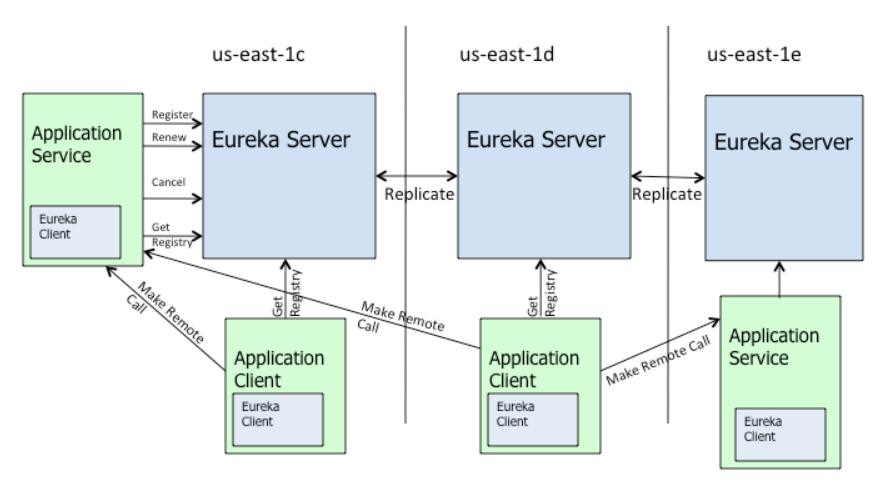 us-east-1c
us-east-1d
us-east-1e
Application
Service
Eureka
Client
Register
Renew
Cancel
Get
Registry
Eureka Server
Replicate
Eureka Server
Replicate
Eureka Server
Make Remote
Call
Get
Registry
Make Remote
Call
Get
Registry
Make Remote Call
Application
Client
Eureka
Client
Application
Client
Eureka
Client
Application
Service
Eureka
Client